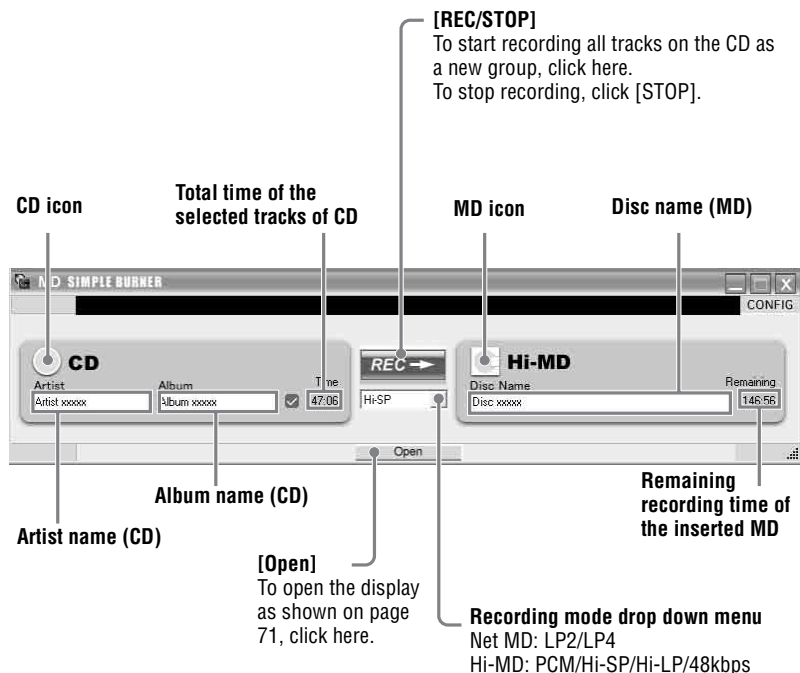 [REC/STOP]
To start recording all tracks on the CD as
a new group, click here.
To stop recording, click [STOP].
CD icon
Total time of the
selected tracks of CD
MD icon
Disc name (MD)
MD SIMPLE BURNER
CONFIG
CD
REC
Hi-MD
Artist
Album
Time
Disc Name
Remaining
Artist xxxxx
Album xxxxx
47:06
Hi-SP
Disc xxxxx
146:56
Open
Album name (CD)
Artist name (CD)
Remaining
recording time of
the inserted MD
[Open]
To open the display
as shown on page
71, click here.
Recording mode drop down menu
Net MD: LP2/LP4
Hi-MD: PCM/Hi-SP/Hi-LP/48kbps